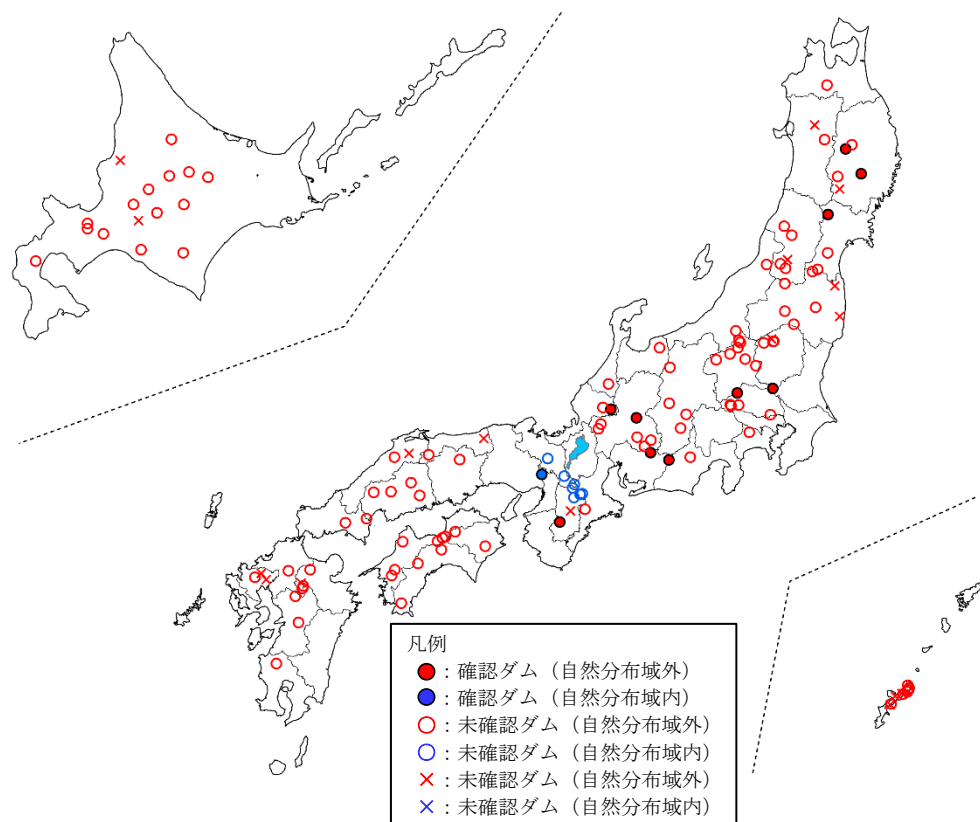 凡例
：確認ダム（自然分布域外）
：確認ダム（自然分布域内）
：未確認ダム（自然分布域外）
：未確認ダム（自然分布域内）
：未確認ダム（自然分布域外）
：未確認ダム（自然分布域内）